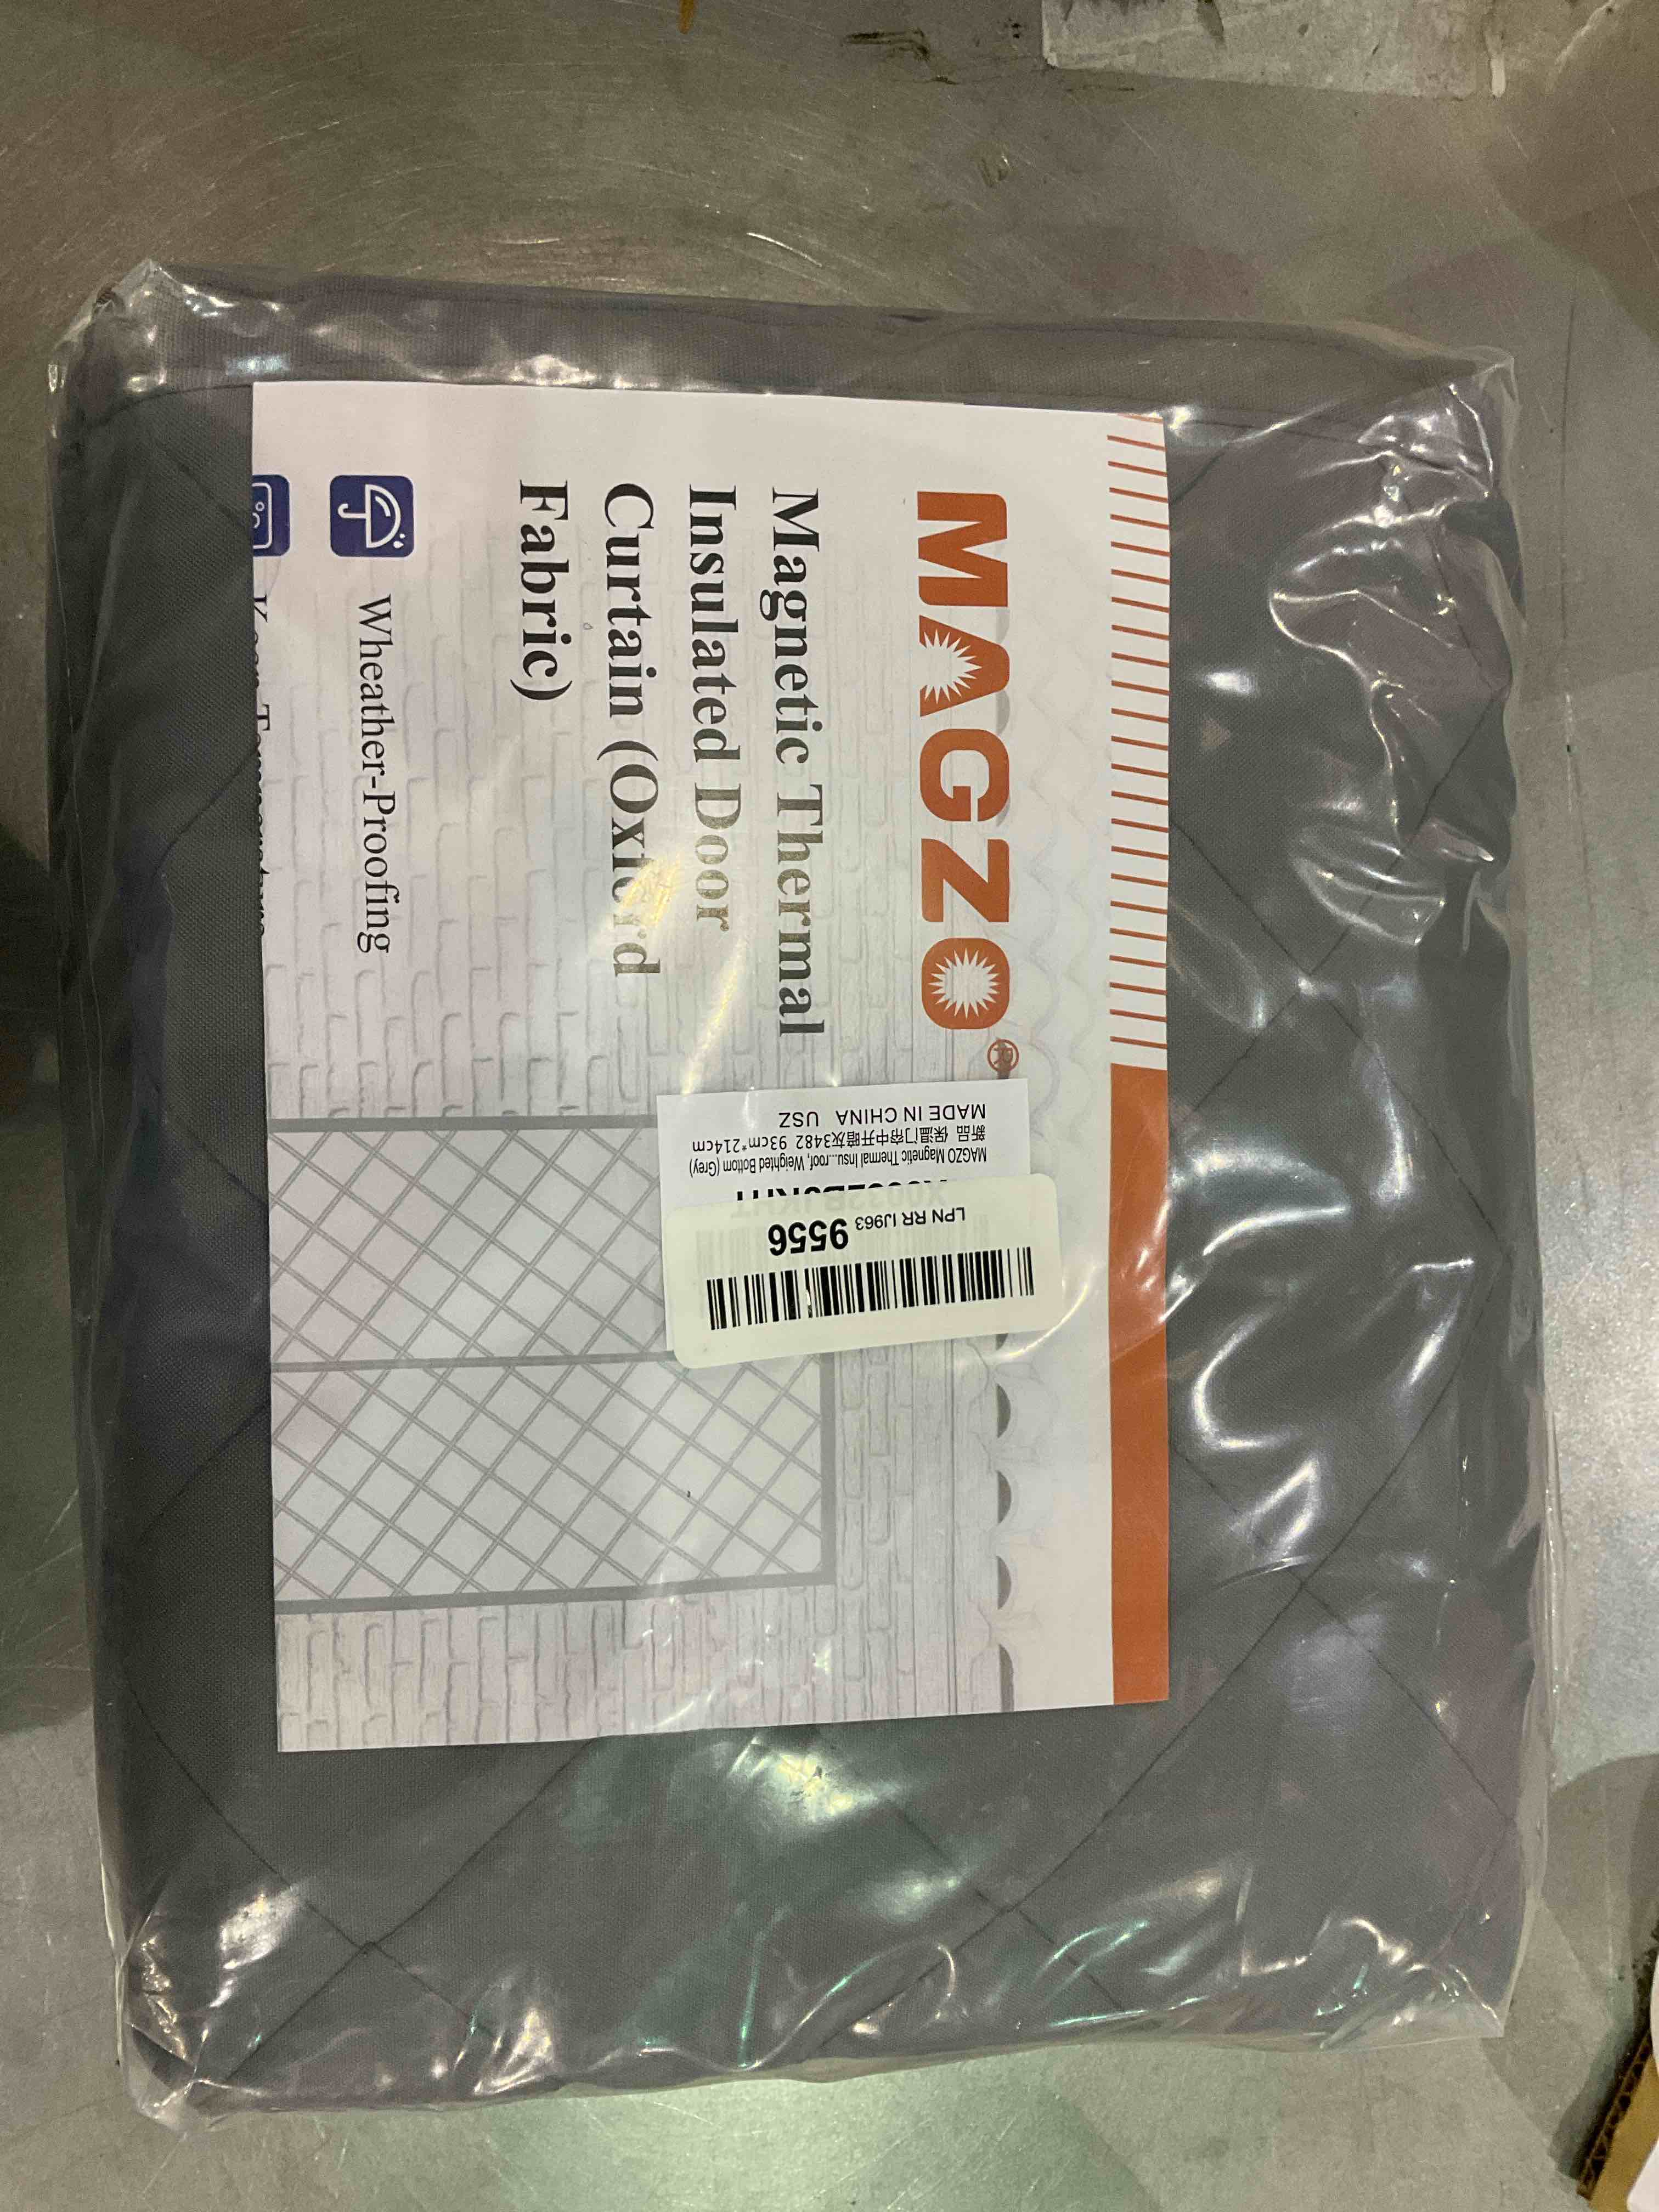 MAGZO®
Magnetic Thermal
Insulated Door
Curtain (Oxford
Fabric)
Wheather-Proofing
Keep Temperature
LPN RR IJ963 9556
MAGZO Magnetic Thermal Insu...roof, Weighted Bottom (Grey)
新品 保温门帘中开暗灰3482 93cm*214cm
MADE IN CHINA USZ